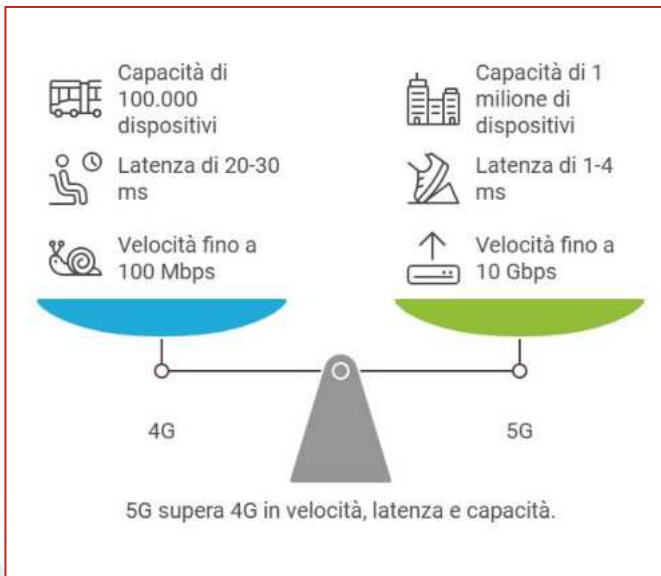 Capacità di
100.000
dispositivi
Latenza di 20-30
ms
Velocità fino a
100 Mbps
Capacità di 1
milione di
dispositivi
Latenza di 1-4
ms
Velocità fino a
10 Gbps
4G
5G
5G supera 4G in velocità, latenza e capacità.